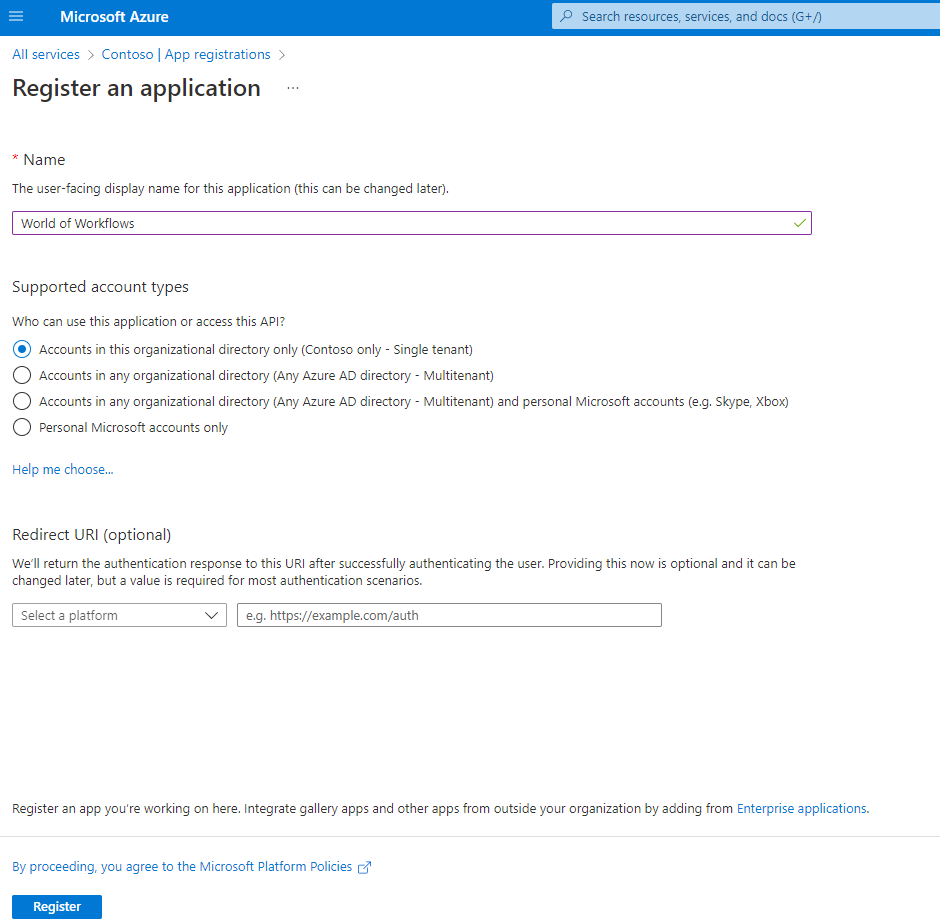 Microsoft Azure
Search resources, services, and docs (G+/)
All services > Contoso | App registrations >
Register an application ...
* Name
The user-facing display name for this application (this can be changed later).
World of Workflows
Supported account types
Who can use this application or access this API?
Accounts in this organizational directory only (Contoso only - Single tenant)
Accounts in any organizational directory (Any Azure AD directory - Multitenant)
Accounts in any organizational directory (Any Azure AD directory - Multitenant) and personal Microsoft accounts (e.g. Skype, Xbox)
Personal Microsoft accounts only
Help me choose...
Redirect URI (optional)
We'll return the authentication response to this URI after successfully authenticating the user. Providing this now is optional and it can be
changed later, but a value is required for most authentication scenarios.
Select a platform
e.g. https://example.com/auth
Register an app you're working on here. Integrate gallery apps and other apps from outside your organization by adding from Enterprise applications.
By proceeding, you agree to the Microsoft Platform Policies
Register